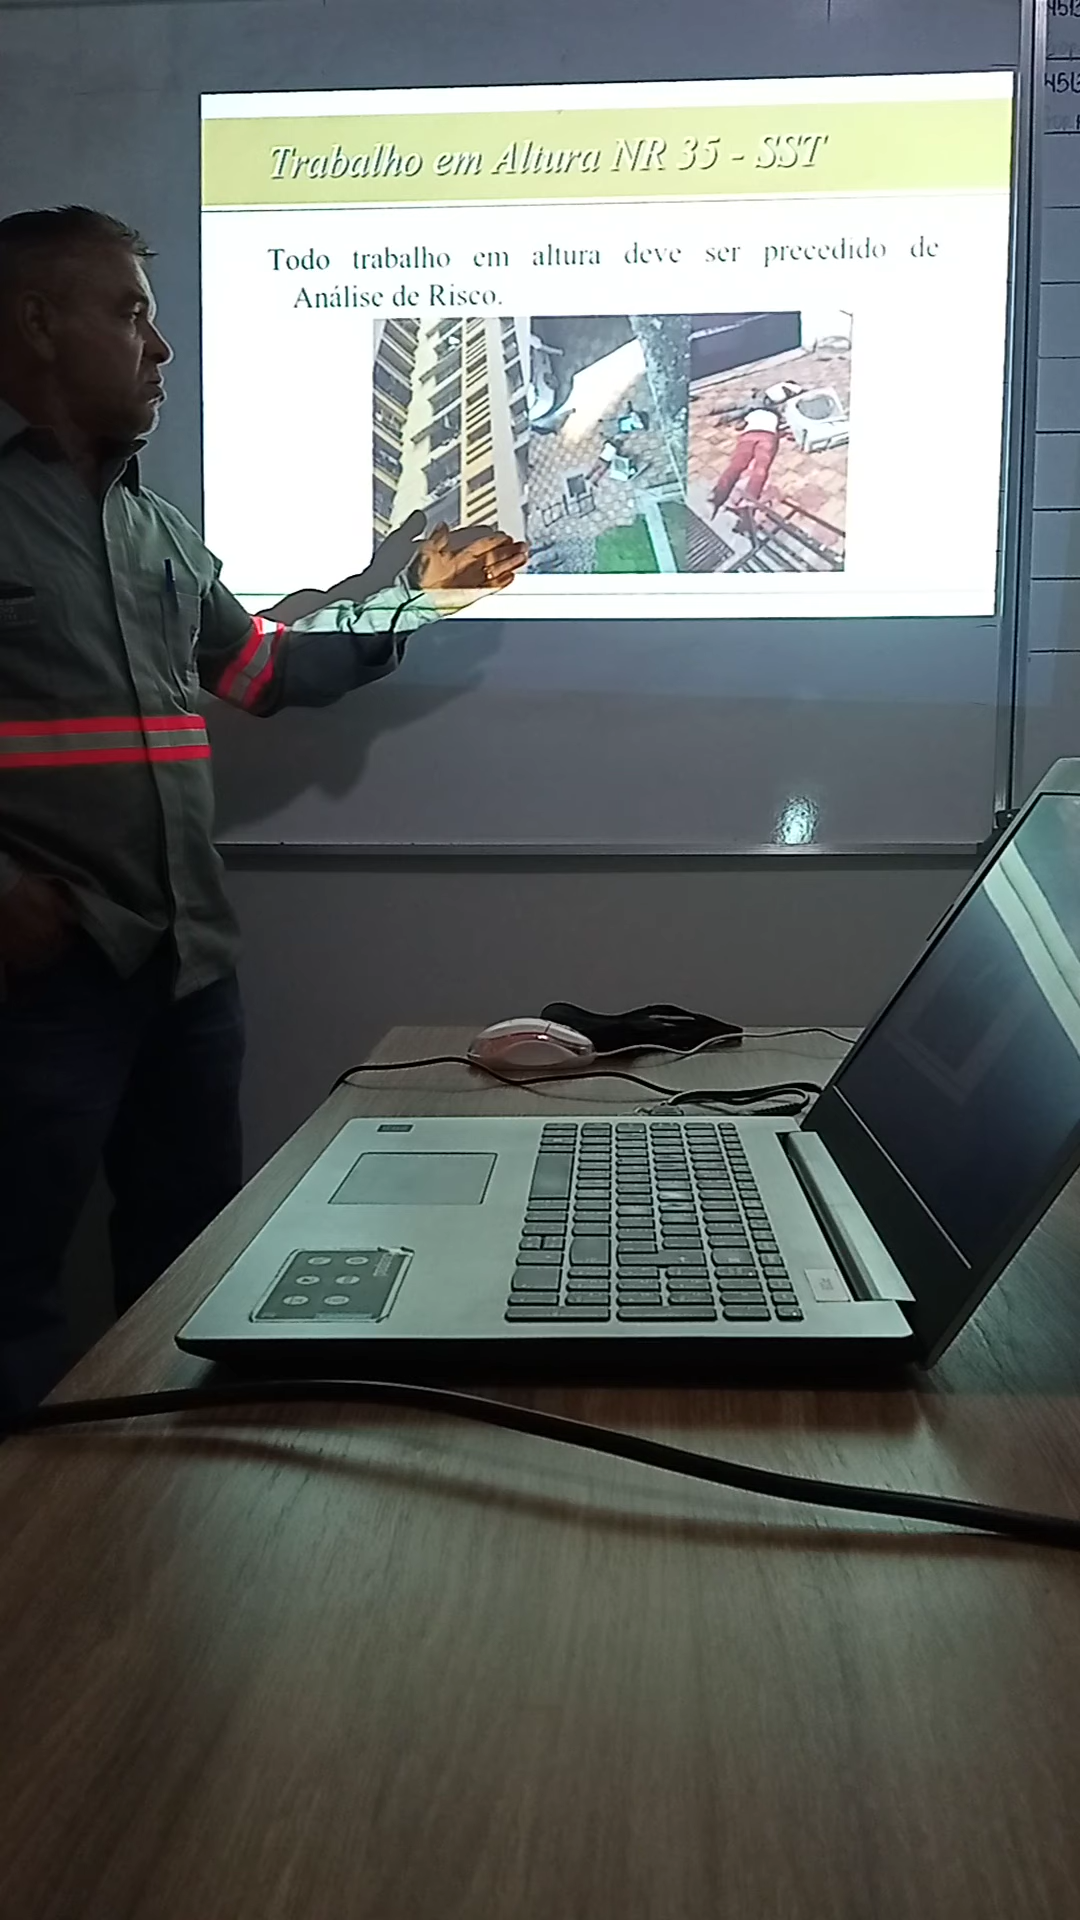 Trabalho em Altura NR 35 - SST
Todo trabalho em altura deve ser precedido de
Análise de Risco.